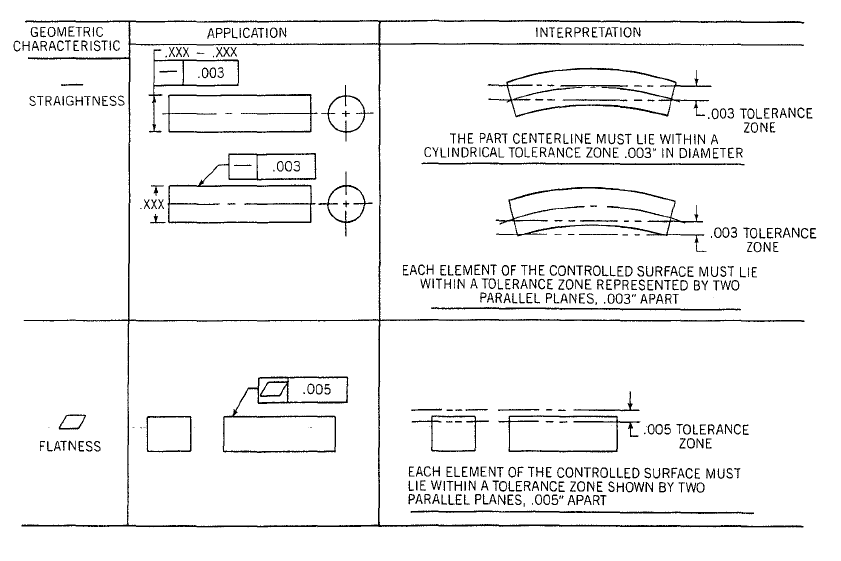 GEOMETRIC
CHARACTERISTIC
APPLICATION
INTERPRETATION
—
STRAIGHTNESS
.XXX – .XXX
— .003
.003 TOLERANCE
ZONE
THE PART CENTERLINE MUST LIE WITHIN A
CYLINDRICAL TOLERANCE ZONE .003" IN DIAMETER
— .003
.XXX
.003 TOLERANCE
ZONE
EACH ELEMENT OF THE CONTROLLED SURFACE MUST LIE
WITHIN A TOLERANCE ZONE REPRESENTED BY TWO
PARALLEL PLANES, .003" APART
▱
FLATNESS
▱ .005
.005 TOLERANCE
ZONE
EACH ELEMENT OF THE CONTROLLED SURFACE MUST
LIE WITHIN A TOLERANCE ZONE SHOWN BY TWO
PARALLEL PLANES, .005" APART